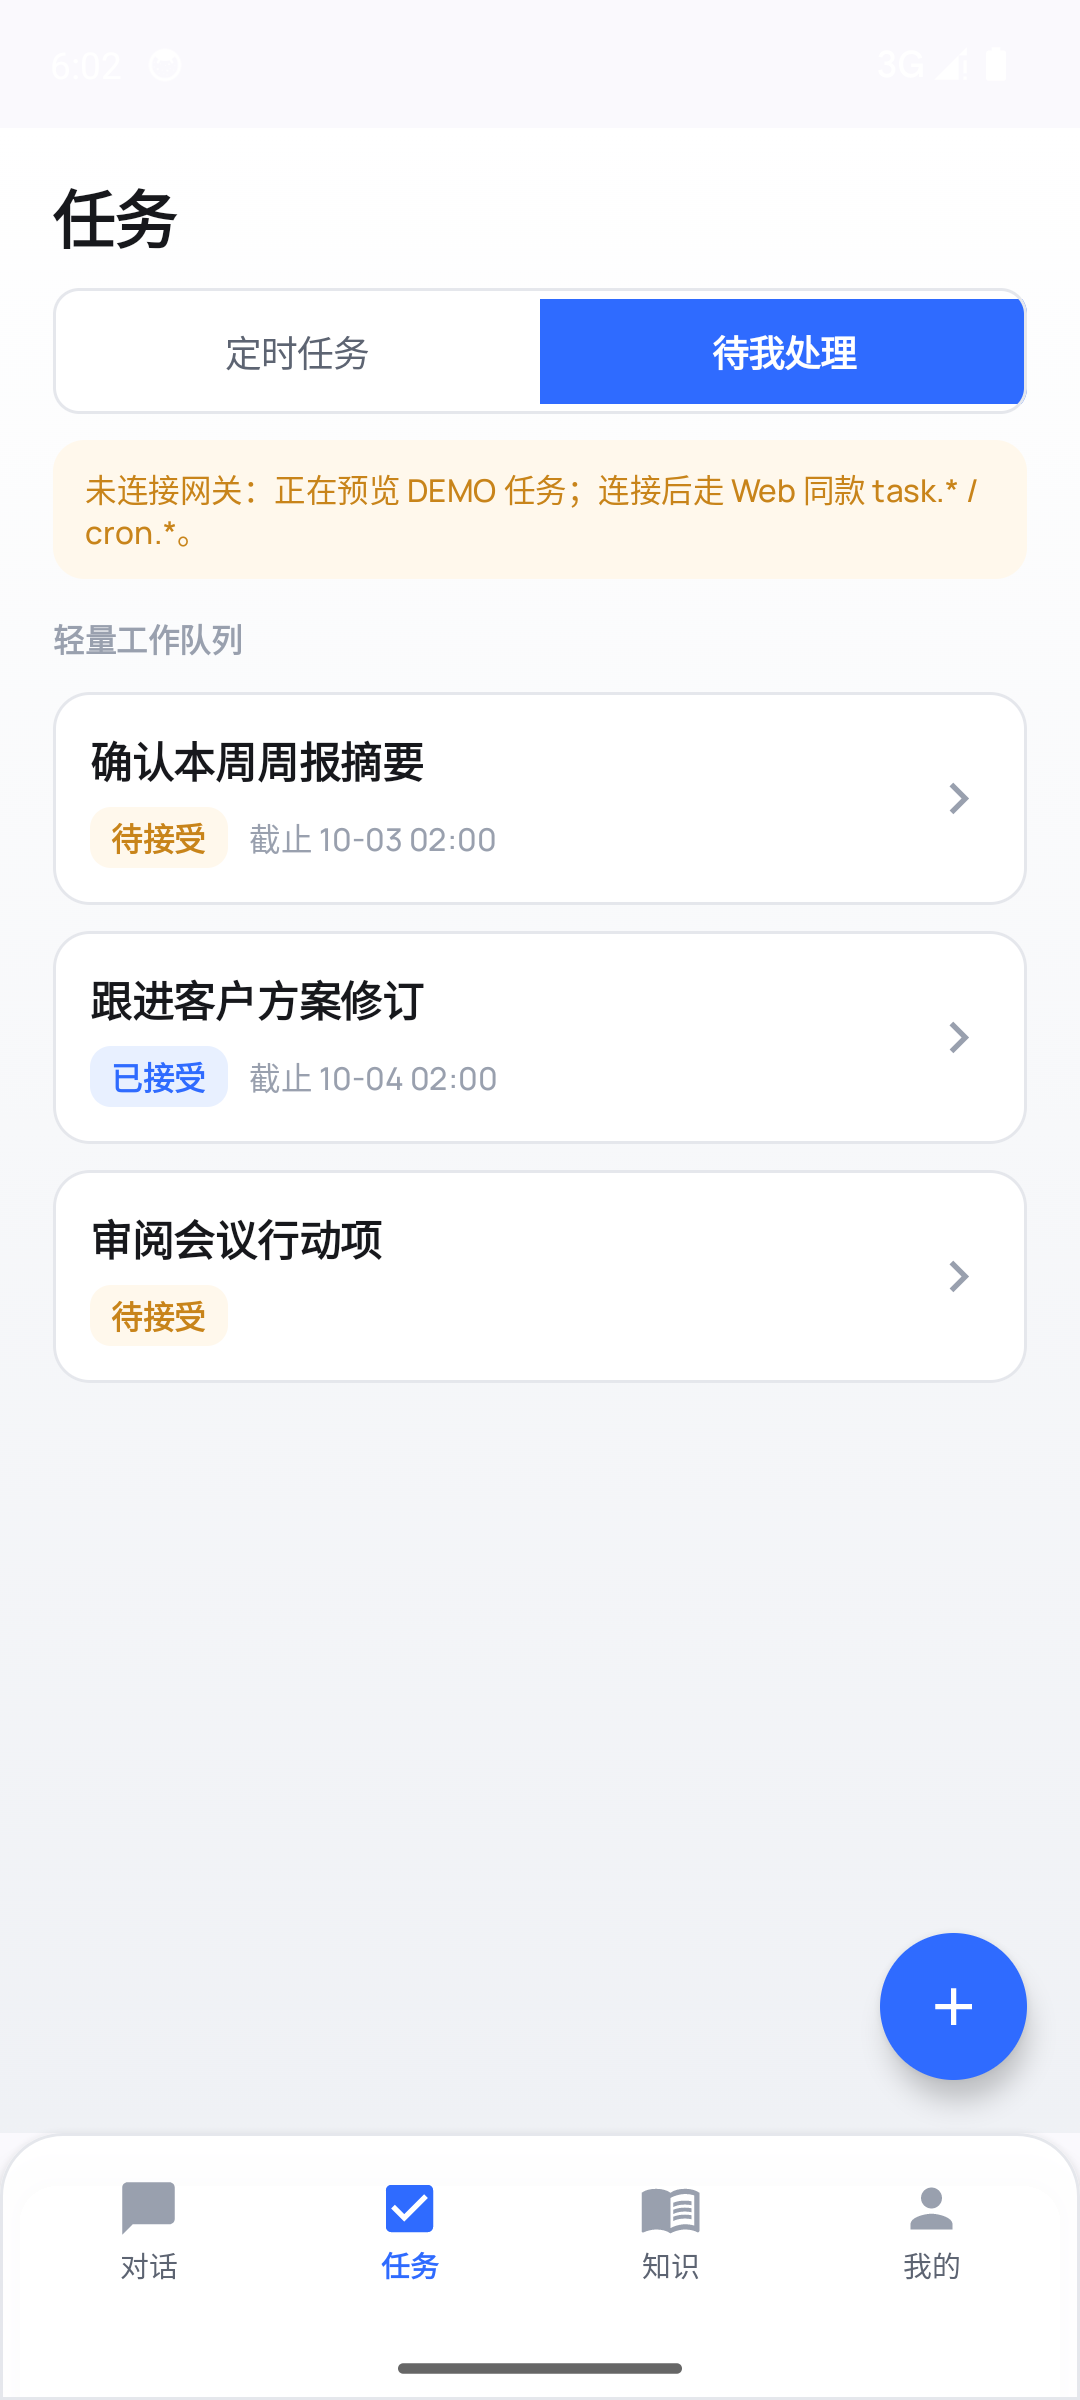 6:02
3G
任务
定时任务
待我处理
未连接网关：正在预览 DEMO 任务；连接后走 Web 同款 task.* /
cron.*。
轻量工作队列
确认本周周报摘要
待接受 截止 10-03 02:00
跟进客户方案修订
已接受 截止 10-04 02:00
审阅会议行动项
待接受
对话
任务
知识
我的